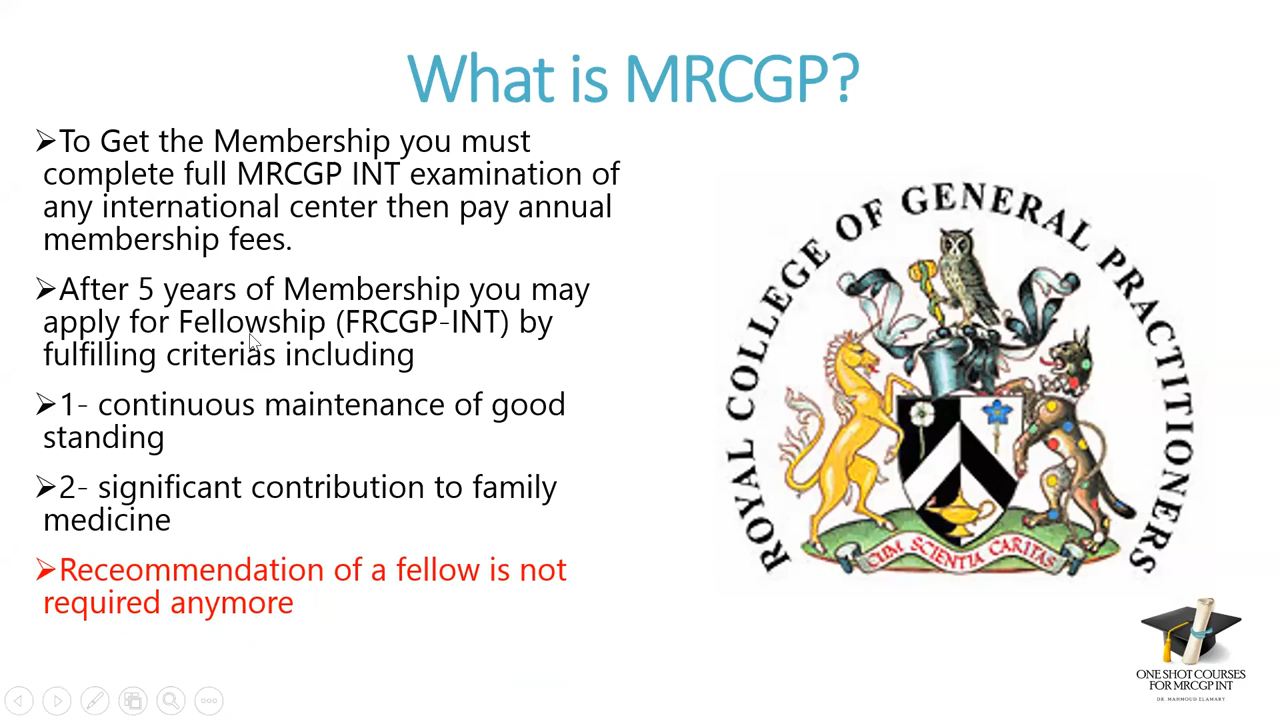 What is MRCGP?
➢To Get the Membership you must
complete full MRCGP INT examination of
any international center then pay annual
membership fees.
➢After 5 years of Membership you may
apply for Fellowship (FRCGP-INT) by
fulfilling criterias including
➢1- continuous maintenance of good
standing
➢2- significant contribution to family
medicine
➢Receommendation of a fellow is not
required anymore
ROYAL COLLEGE OF GENERAL PRACTITIONERS
CUM SCIENTIA CARITAS
ONE SHOT COURSES
FOR MRCGP INT
DR. MAHMOUD ELAMARY